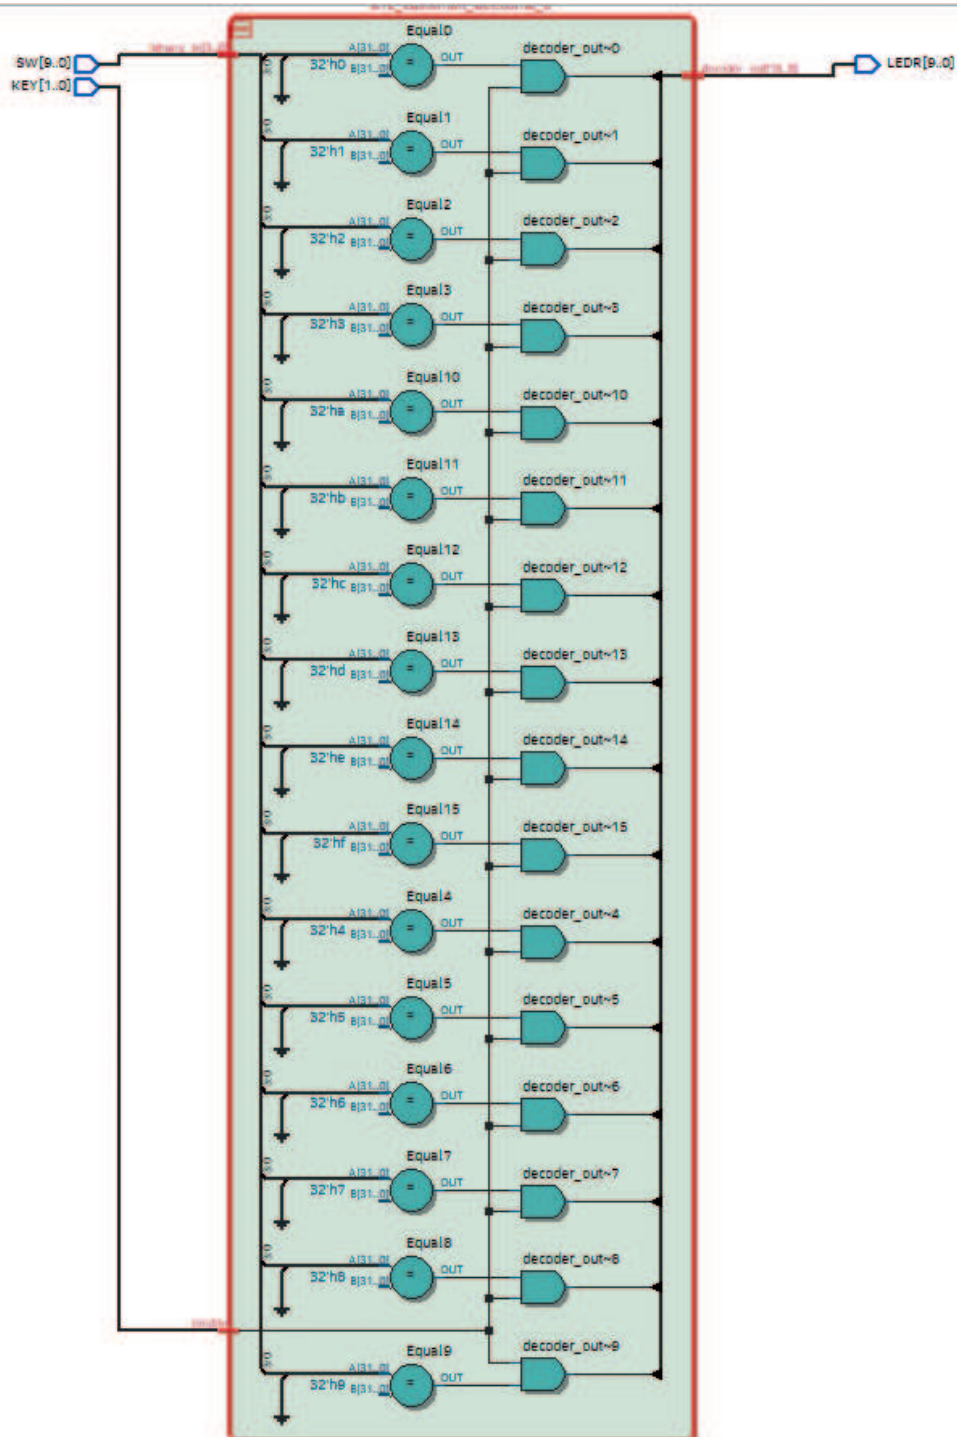 Equal0
decoder_out~0
SW[9..0]
A[31..0]
OUT
LEDR[9..0]
32'h0
B[31..0]
KEY[1..0]
Equal1
decoder_out~1
A[31..0]
OUT
32'h1
B[31..0]
Equal2
decoder_out~2
A[31..0]
OUT
32'h2
B[31..0]
Equal3
decoder_out~3
A[31..0]
OUT
32'h3
B[31..0]
Equal10
decoder_out~10
A[31..0]
OUT
32'ha
B[31..0]
Equal11
decoder_out~11
A[31..0]
OUT
32'hb
B[31..0]
Equal12
decoder_out~12
A[31..0]
OUT
32'hc
B[31..0]
Equal13
decoder_out~13
A[31..0]
OUT
32'hd
B[31..0]
Equal14
decoder_out~14
A[31..0]
OUT
32'he
B[31..0]
Equal15
decoder_out~15
A[31..0]
OUT
32'hf
B[31..0]
Equal4
decoder_out~4
A[31..0]
OUT
32'h4
B[31..0]
Equal5
decoder_out~5
A[31..0]
OUT
32'h5
B[31..0]
Equal6
decoder_out~6
A[31..0]
OUT
32'h6
B[31..0]
Equal7
decoder_out~7
A[31..0]
OUT
32'h7
B[31..0]
Equal8
decoder_out~8
A[31..0]
OUT
32'h8
B[31..0]
Equal9
decoder_out~9
A[31..0]
OUT
32'h9
B[31..0]